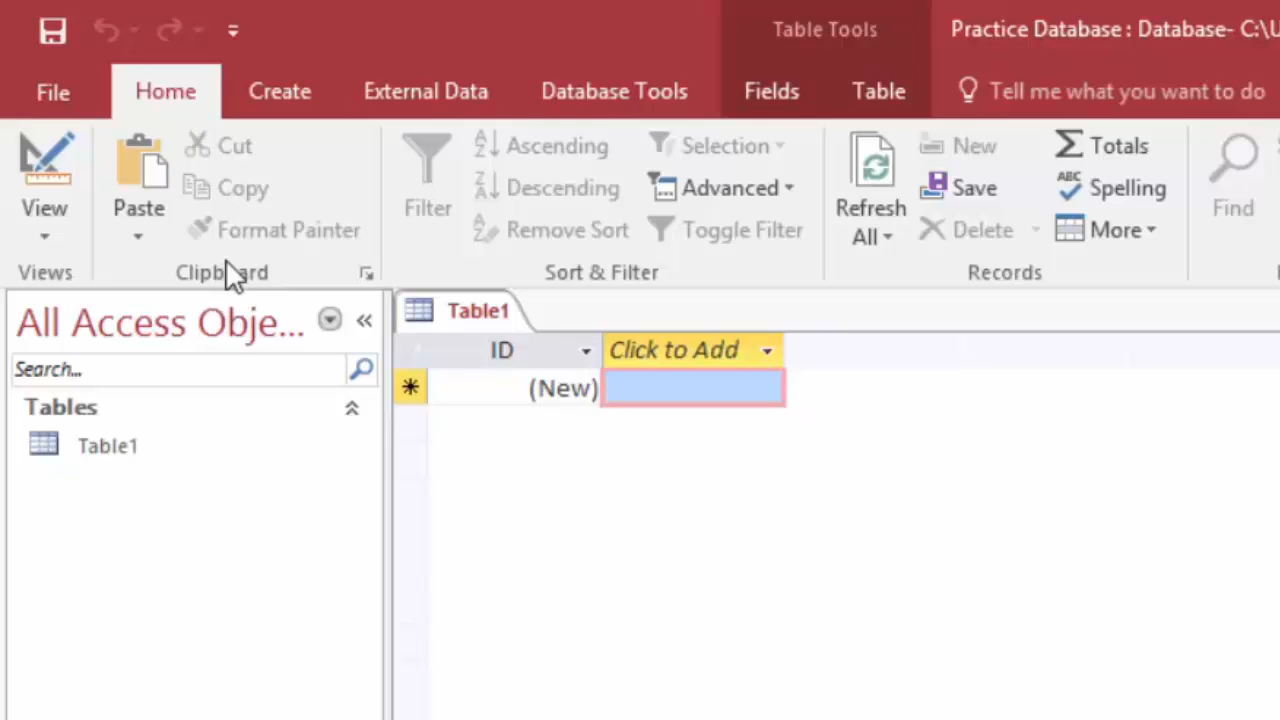 Table Tools
Practice Database : Database- C:\U
File
Home
Create
External Data
Database Tools
Fields
Table
Tell me what you want to do
View
Views
Paste
Cut
Copy
Format Painter
Clipboard
Filter
Ascending
Descending
Remove Sort
Selection
Advanced
Toggle Filter
Sort & Filter
Refresh
All
New
Save
Delete
Totals
ABC
Spelling
More
Records
Find
All Access Obje...
Search...
Tables
Table1
Table1
ID
Click to Add
(New)